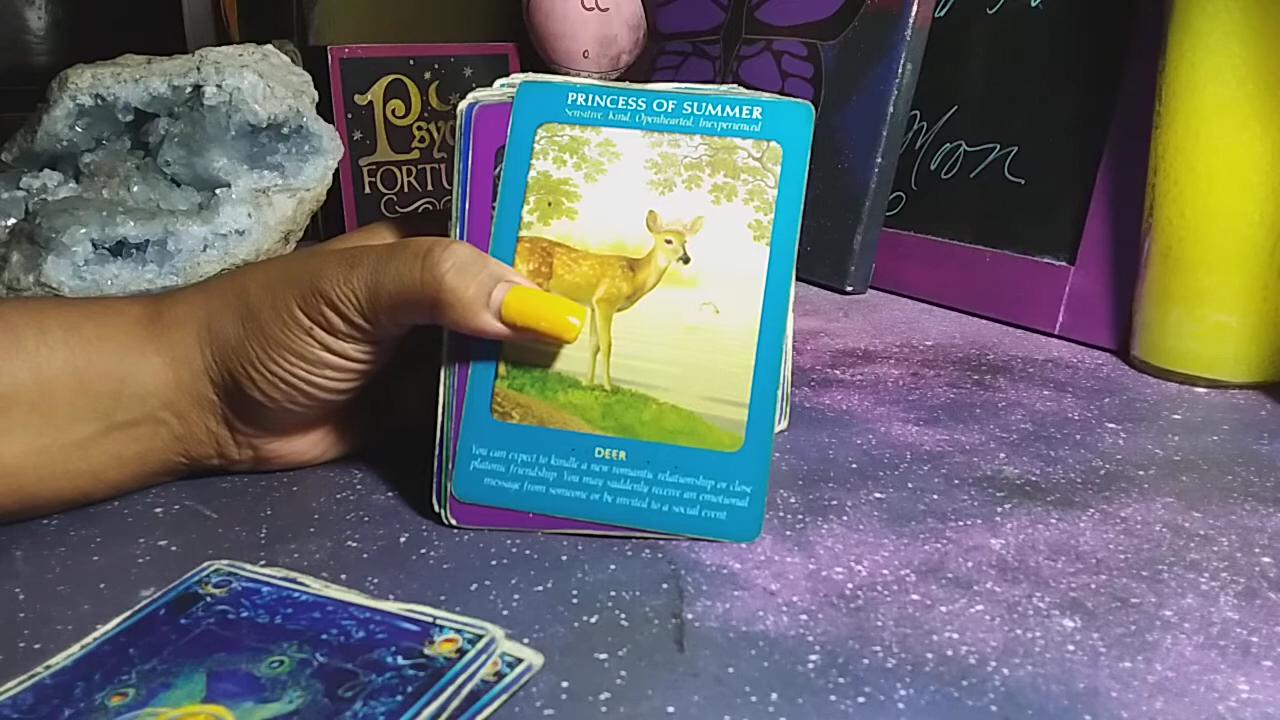 Psyc
FORTU
PRINCESS OF SUMMER
Sensitive, Kind, Openhearted, Inexperienced
DEER
You can expect to kindle a new romantic relationship or close
platonic friendship. You may suddenly receive an emotional
message from someone or be invited to a social event.
Moon